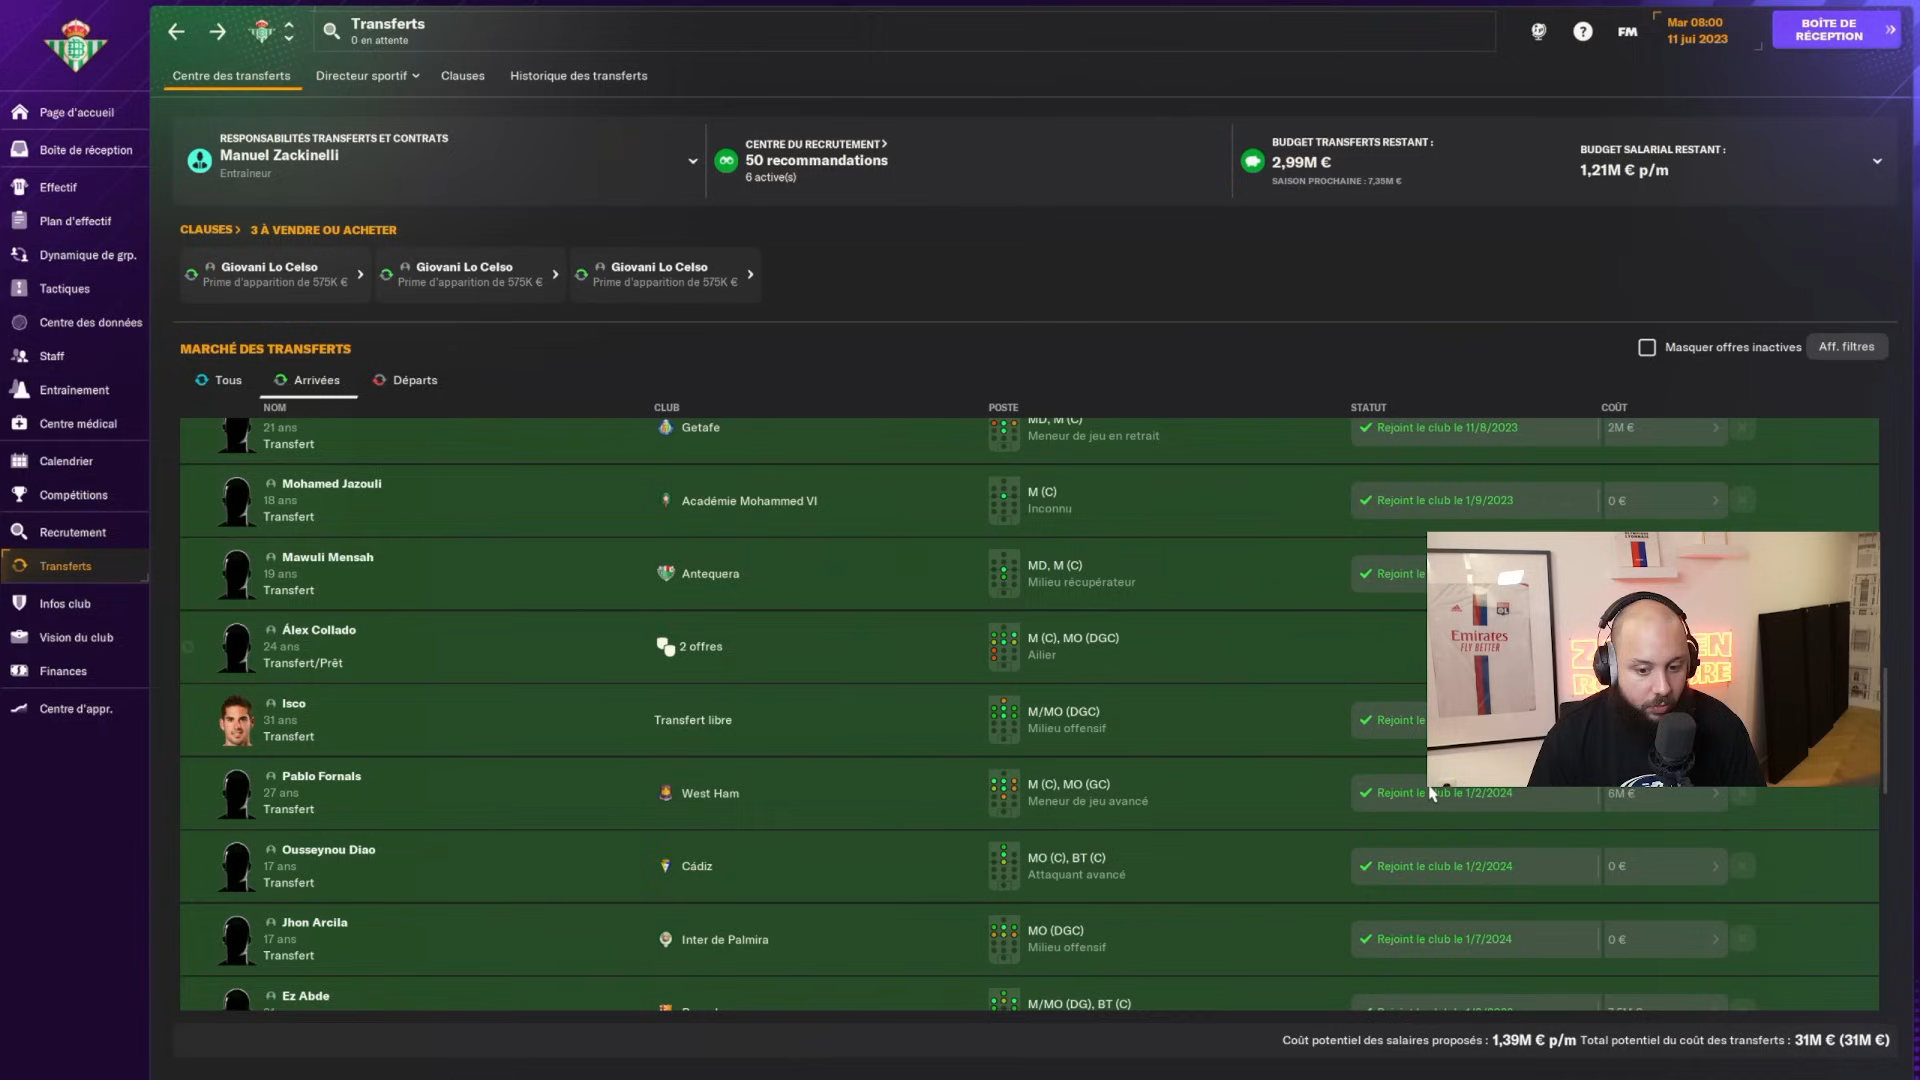 Transferts
0 en attente
Mar 08:00
11 jui 2023
BOÎTE DE
RÉCEPTION
FM
Centre des transferts
Directeur sportif
Clauses
Historique des transferts
Page d'accueil
Boîte de réception
Effectif
Plan d'effectif
Dynamique de grp.
Tactiques
Centre des données
Staff
Entraînement
Centre médical
Calendrier
Compétitions
Recrutement
Transferts
Infos club
Vision du club
Finances
Centre d'appr.
RESPONSABILITÉS TRANSFERTS ET CONTRATS
Manuel Zackinelli
Entraîneur
CENTRE DU RECRUTEMENT
50 recommandations
6 active(s)
BUDGET TRANSFERTS RESTANT :
2,99M €
SAISON PROCHAINE : 7,35M €
BUDGET SALARIAL RESTANT :
1,21M € p/m
CLAUSES > 3 À VENDRE OU ACHETER
Giovani Lo Celso
Prime d'apparition de 575K €
Giovani Lo Celso
Prime d'apparition de 575K €
Giovani Lo Celso
Prime d'apparition de 575K €
MARCHÉ DES TRANSFERTS
Masquer offres inactives
Aff. filtres
Tous
Arrivées
Départs
NOM CLUB POSTE STATUT COÛT
21 ans
Transfert
Getafe
MD, M (C)
Meneur de jeu en retrait
Rejoint le club le 11/8/2023
2M €
Mohamed Jazouli
18 ans
Transfert
Académie Mohammed VI
M (C)
Inconnu
Rejoint le club le 1/9/2023
0 €
Mawuli Mensah
19 ans
Transfert
Antequera
MD, M (C)
Milieu récupérateur
Rejoint le
Álex Collado
24 ans
Transfert/Prêt
2 offres
M (C), MO (DGC)
Ailier
Isco
31 ans
Transfert
Transfert libre
M/MO (DGC)
Milieu offensif
Rejoint le
Pablo Fornals
27 ans
Transfert
West Ham
M (C), MO (GC)
Meneur de jeu avancé
Rejoint le club le 1/2/2024
6M €
Ousseynou Diao
17 ans
Transfert
Cádiz
MO (C), BT (C)
Attaquant avancé
Rejoint le club le 1/2/2024
0 €
Jhon Arcila
17 ans
Transfert
Inter de Palmira
MO (DGC)
Milieu offensif
Rejoint le club le 1/7/2024
0 €
Ez Abde
M/MO (DG), BT (C)
Emirates
FLY BETTER
OL
Coût potentiel des salaires proposés : 1,39M € p/m Total potentiel du coût des transferts : 31M € (31M €)